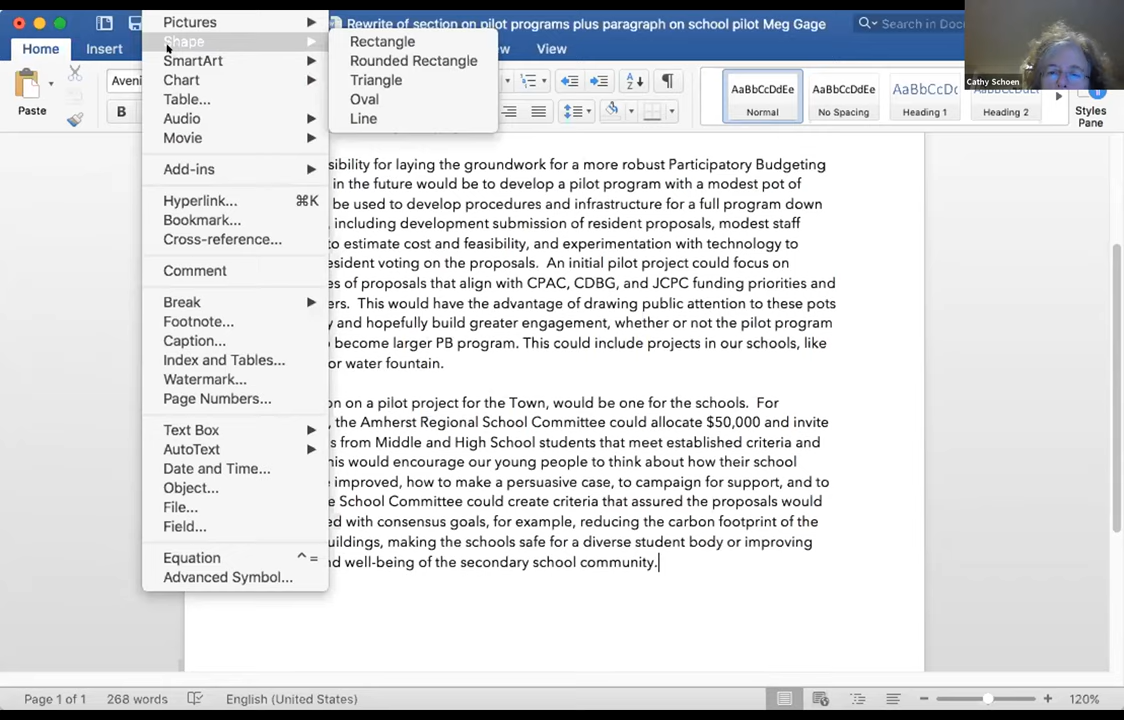 Rewrite of section on pilot programs plus paragraph on school pilot Meg Gage
Search in
Home
Insert
View
Pictures
Shape
SmartArt
Chart
Table...
Audio
Movie
Add-ins
Hyperlink... ⌘K
Bookmark...
Cross-reference...
Comment
Break
Footnote...
Caption...
Index and Tables...
Watermark...
Page Numbers...
Text Box
AutoText
Date and Time...
Object...
File...
Field...
Equation ^ =
Advanced Symbol...
Rectangle
Rounded Rectangle
Triangle
Oval
Line
Paste
Aveni
B
AaBbCcDdEe
Normal
AaBbCcDdEe
No Spacing
AaBbCcDc
Heading 1
AaBbCcDdEe
Heading 2
Styles
Pane
Cathy Schoen
for laying the groundwork for a more robust Participatory Budgeting
in the future would be to develop a pilot program with a modest pot of
be used to develop procedures and infrastructure for a full program down
, including development submission of resident proposals, modest staff
to estimate cost and feasibility, and experimentation with technology to
voting on the proposals. An initial pilot project could focus on
of proposals that align with CPAC, CDBG, and JCPC funding priorities and
This would have the advantage of drawing public attention to these pots
and hopefully build greater engagement, whether or not the pilot program
become larger PB program. This could include projects in our schools, like
or water fountain.
on a pilot project for the Town, would be one for the schools. For
, the Amherst Regional School Committee could allocate $50,000 and invite
from Middle and High School students that meet established criteria and
his would encourage our young people to think about how their school
improved, how to make a persuasive case, to campaign for support, and to
School Committee could create criteria that assured the proposals would
with consensus goals, for example, reducing the carbon footprint of the
buildings, making the schools safe for a diverse student body or improving
well-being of the secondary school community.
Page 1 of 1
268 words
English (United States)
120%